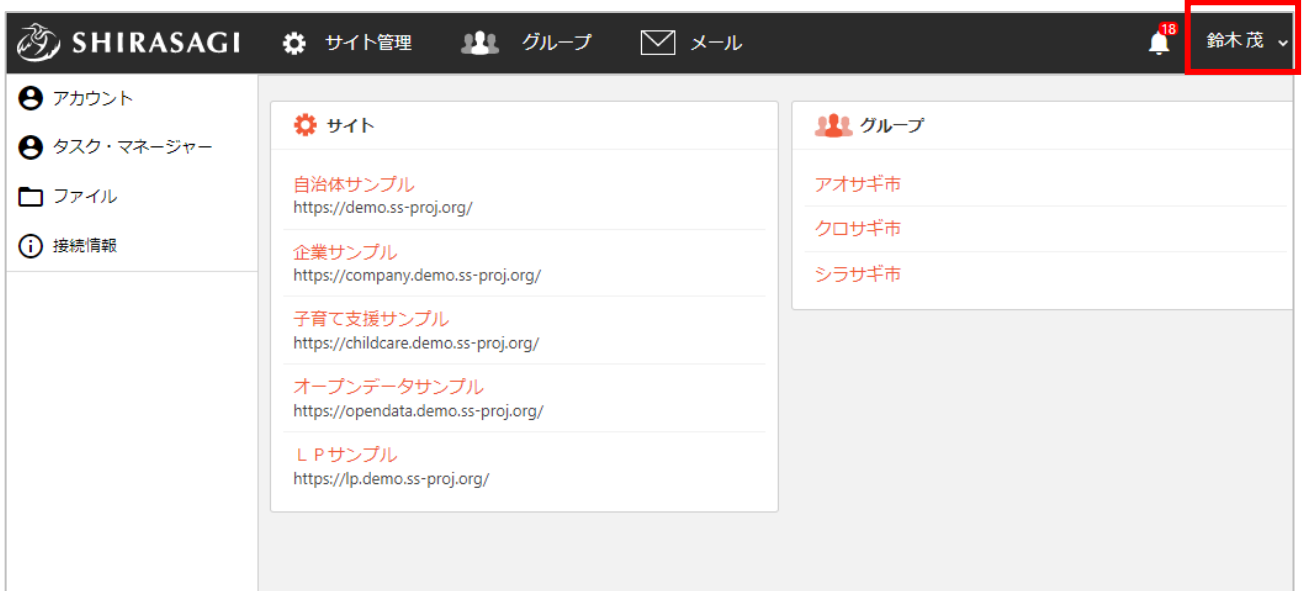 SHIRASAGI サイト管理 グループ メール 18 鈴木 茂
アカウント
タスク・マネージャー
ファイル
接続情報
サイト
自治体サンプル
https://demo.ss-proj.org/
企業サンプル
https://company.demo.ss-proj.org/
子育て支援サンプル
https://childcare.demo.ss-proj.org/
オープンデータサンプル
https://opendata.demo.ss-proj.org/
ＬＰサンプル
https://lp.demo.ss-proj.org/
グループ
アオサギ市
クロサギ市
シラサギ市